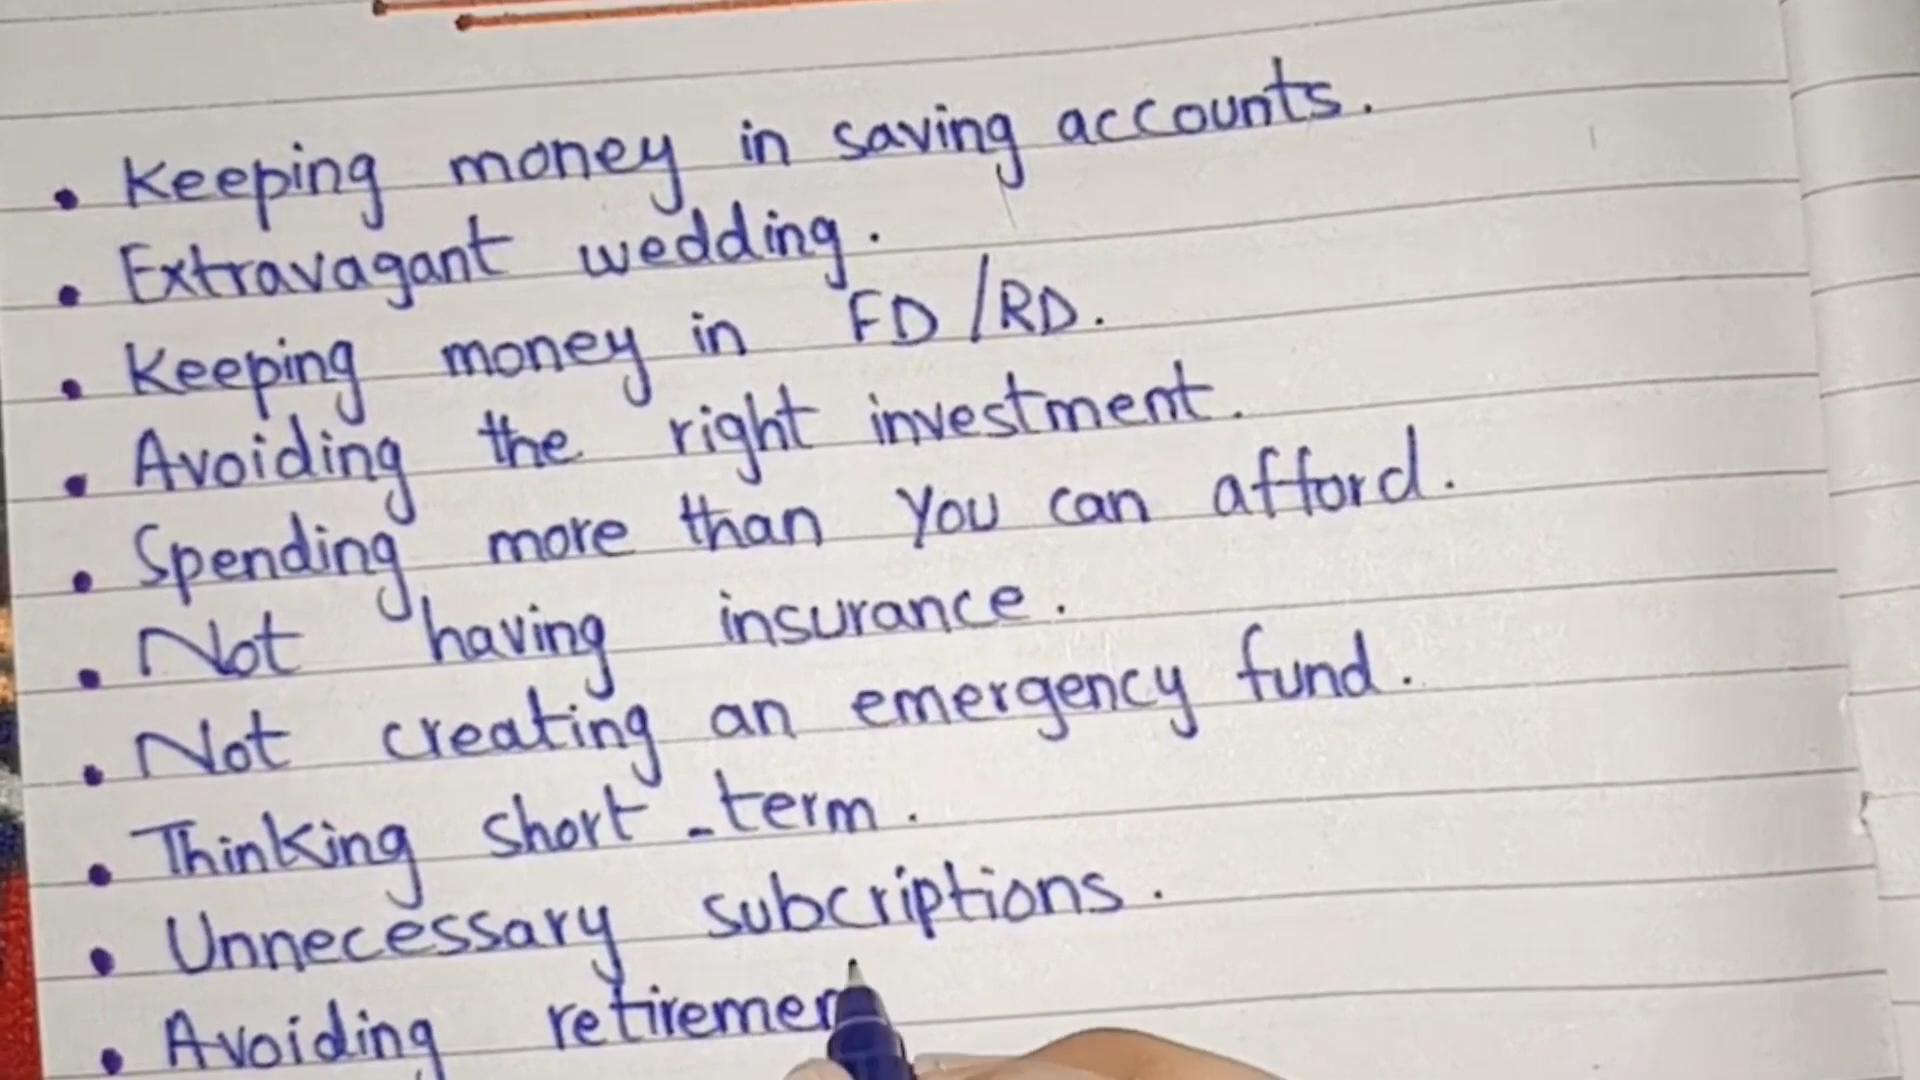 • Keeping money in saving accounts.
• Extravagant wedding.
• Keeping money in FD/RD.
• Avoiding the right investment.
• Spending more than you can afford.
• Not having insurance.
• Not creating an emergency fund.
• Thinking short-term.
• Unnecessary subcriptions.
• Avoiding retiremen